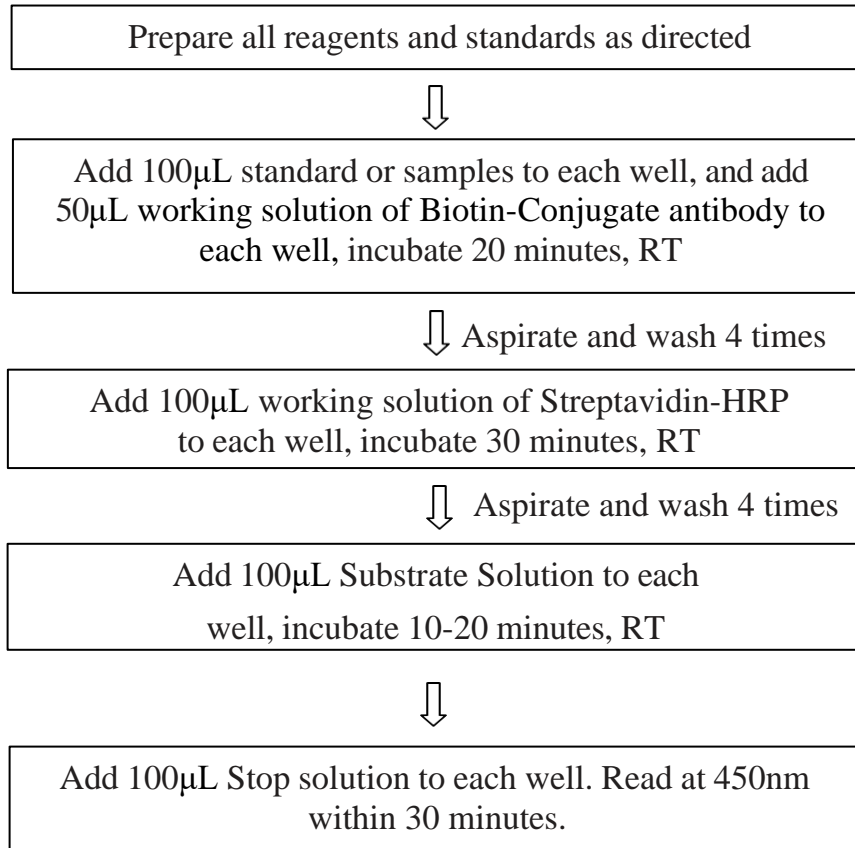 Prepare all reagents and standards as directed
Add 100μL standard or samples to each well, and add
50μL working solution of Biotin-Conjugate antibody to
each well, incubate 20 minutes, RT
Aspirate and wash 4 times
Add 100μL working solution of Streptavidin-HRP
to each well, incubate 30 minutes, RT
Aspirate and wash 4 times
Add 100μL Substrate Solution to each
well, incubate 10-20 minutes, RT
Add 100μL Stop solution to each well. Read at 450nm
within 30 minutes.